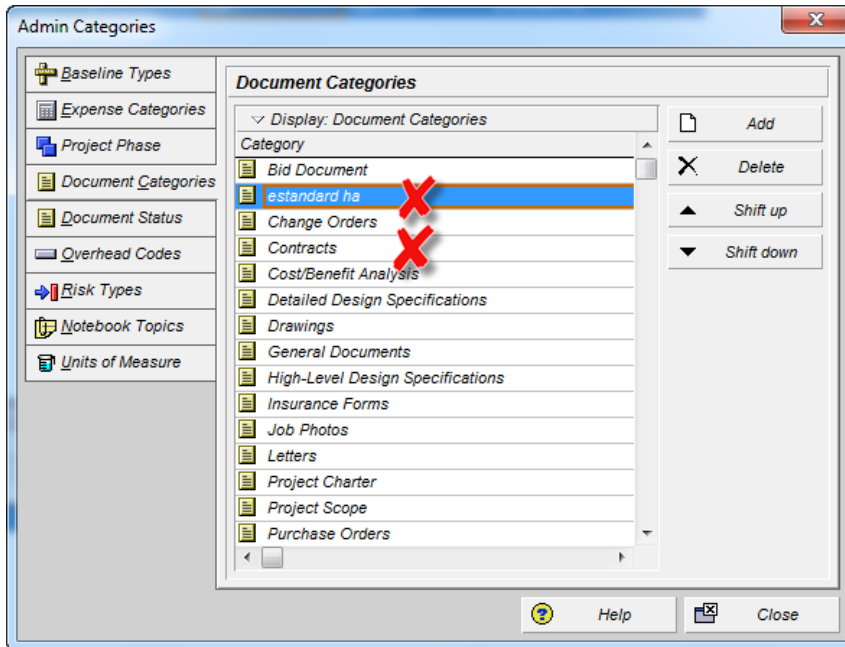 Admin Categories
Baseline Types
Expense Categories
Project Phase
Document Categories
Document Status
Overhead Codes
Risk Types
Notebook Topics
Units of Measure
Document Categories
Display: Document Categories
Category
Bid Document
estandard ha
Change Orders
Contracts
Cost/Benefit Analysis
Detailed Design Specifications
Drawings
General Documents
High-Level Design Specifications
Insurance Forms
Job Photos
Letters
Project Charter
Project Scope
Purchase Orders
Add
Delete
Shift up
Shift down
Help
Close